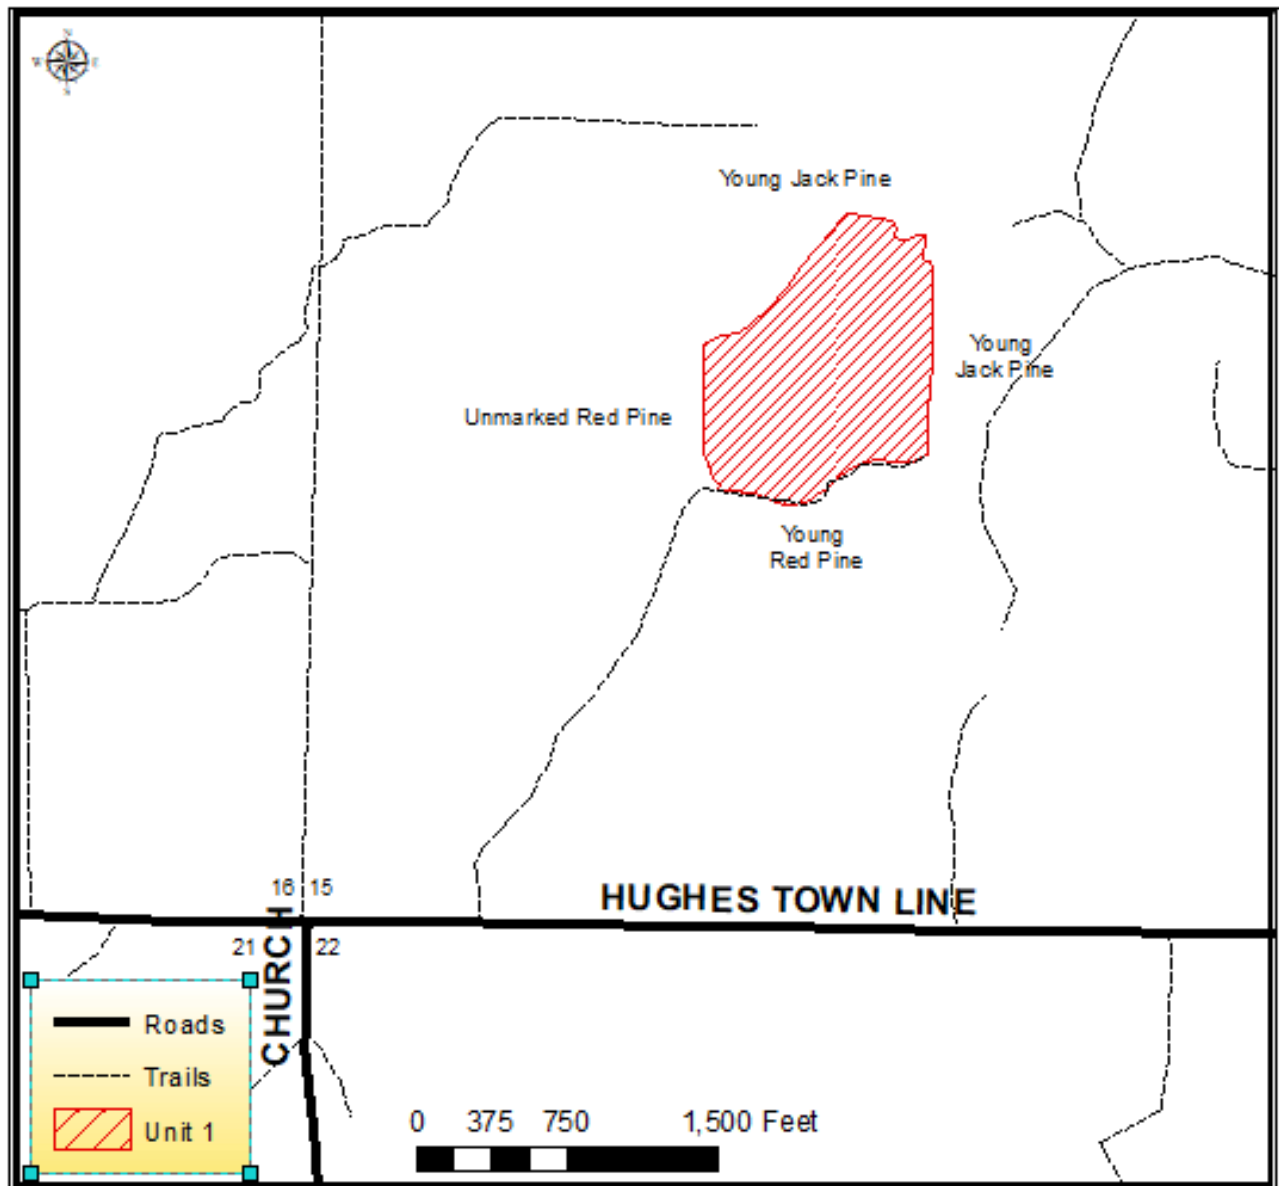 N
W E
S
Young Jack Pine
Young
Jack Pine
Unmarked Red Pine
Young
Red Pine
16 15
HUGHES TOWN LINE
21 22
CHURCH
Roads
Trails
Unit 1
0 375 750 1,500 Feet